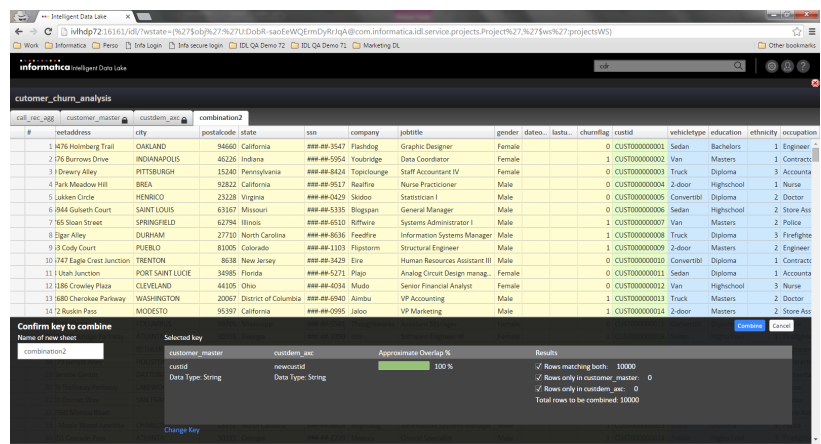 Intelligent Data Lake
ivlhdp72:16161/idl/?wstate=(%27$obj%27:%27U:DobR-saoEeWQErmDyRrJqA@com.informatica.idl.service.projects.Project%27,%27$ws%27:projectsWS)
Work Informatica Perso Infa Login Infa secure login IDL QA Demo 72 IDL QA Demo 71 Marketing DL Other bookmarks
informatica Intelligent Data Lake cdr
cutomer_churn_analysis
call_rec_agg customer_master custdem_axc combination2
# eetaddress city postalcode state ssn company jobtitle gender dateo... lastu... churnflag custid vehicletype education ethnicity occupation
1 476 Holmberg Trail OAKLAND 94660 California ###-##-3547 Flashdog Graphic Designer Female 0 CUST000000001 Sedan Bachelors 1 Engineer
2 76 Burrows Drive INDIANAPOLIS 46226 Indiana ###-##-5954 Youbridge Data Coordiator Female 1 CUST000000002 Van Masters 1 Contractc
3 Drewry Alley PITTSBURGH 15240 Pennsylvania ###-##-8424 Topiclounge Staff Accountant IV Female 1 CUST000000003 Truck Diploma 3 Accounta
4 Park Meadow Hill BREA 92822 California ###-##-9517 Realfire Nurse Practicioner Male 0 CUST000000004 2-door Highschool 1 Nurse
5 Lukken Circle HENRICO 23228 Virginia ###-##-0429 Skidoo Statistician I Male 0 CUST000000005 Convertibl Diploma 2 Doctor
6 944 Gulseth Court SAINT LOUIS 63167 Missouri ###-##-5335 Blogspan General Manager Male 0 CUST000000006 Sedan Highschool 2 Store Ass
7 65 Sloan Street SPRINGFIELD 62794 Illinois ###-##-6510 Riffwire Systems Administrator I Male 1 CUST000000007 Van Masters 2 Police
8 Elgar Alley DURHAM 27710 North Carolina ###-##-8636 Feedfire Information Systems Manager Male 1 CUST000000008 Truck Diploma 3 Firefighte
9 3 Cody Court PUEBLO 81005 Colorado ###-##-1103 Flipstorm Structural Engineer Male 1 CUST000000009 2-door Masters 2 Engineer
10 747 Eagle Crest Junction TRENTON 8638 New Jersey ###-##-3429 Eire Human Resources Assistant III Male 0 CUST000000010 Convertibl Diploma 1 Contractc
11 Utah Junction PORT SAINT LUCIE 34985 Florida ###-##-5271 Plajo Analog Circuit Design manag... Female 0 CUST000000011 Sedan Diploma 1 Accounta
12 186 Crowley Plaza CLEVELAND 44105 Ohio ###-##-4034 Mudo Senior Financial Analyst Female 0 CUST000000012 Van Highschool 3 Nurse
13 680 Cherokee Parkway WASHINGTON 20067 District of Columbia ###-##-6940 Aimbu VP Accounting Male 1 CUST000000013 Truck Masters 2 Doctor
14 2 Ruskin Pass MODESTO 95397 California ###-##-0995 Jaloo VP Marketing Male 1 CUST000000014 2-door Masters 2 Store Ass
Confirm key to combine Combine Cancel
Name of new sheet Selected key
combination2
customer_master custdem_axc Approximate Overlap % Results
custid newcustid 100 % Rows matching both: 10000
Data Type: String Data Type: String Rows only in customer_master: 0
Rows only in custdem_axc: 0
Total rows to be combined: 10000
Change Key